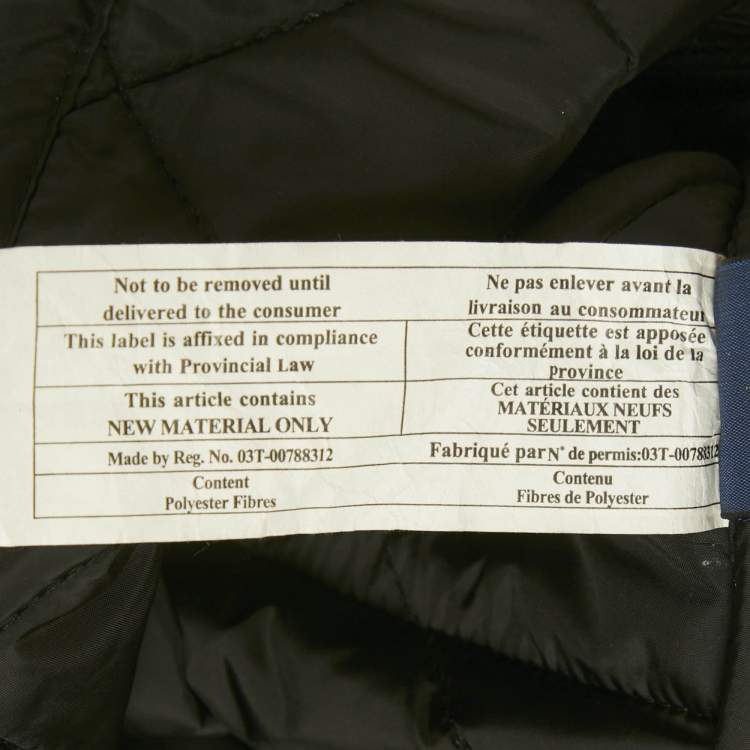 Not to be removed until
delivered to the consumer
Ne pas enlever avant la
livraison au consommateur
This label is affixed in compliance
with Provincial Law
Cette étiquette est apposée
conformément à la loi de la
province
This article contains
NEW MATERIAL ONLY
Cet article contient des
MATÉRIAUX NEUFS
SEULEMENT
Made by Reg. No. 03T-00788312
Fabriqué par N° de permis:03T-00788312
Content
Polyester Fibres
Contenu
Fibres de Polyester